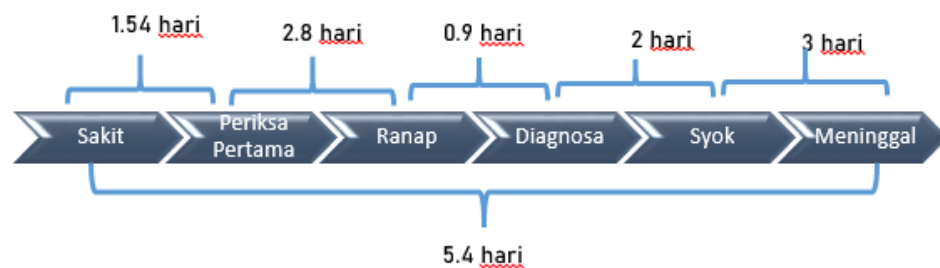 1.54 hari
2.8 hari
0.9 hari
2 hari
3 hari
Sakit
Periksa
Pertama
Ranap
Diagnosa
Syok
Meninggal
5.4 hari